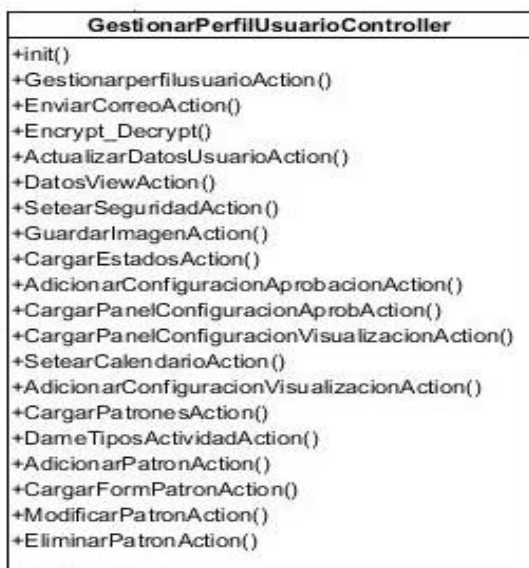 GestionarPerfilUsuarioController
+init()
+GestionarperfilusuarioAction()
+EnviarCorreoAction()
+Encrypt_Decrypt()
+ActualizarDatosUsuarioAction()
+DatosViewAction()
+SetearSeguridadAction()
+GuardarImagenAction()
+CargarEstadosAction()
+AdicionarConfiguracionAprobacionAction()
+CargarPanelConfiguracionAprobAction()
+CargarPanelConfiguracionVisualizacionAction()
+SetearCalendarioAction()
+AdicionarConfiguracionVisualizacionAction()
+CargarPatronesAction()
+DameTiposActividadAction()
+AdicionarPatronAction()
+CargarFormPatronAction()
+ModificarPatronAction()
+EliminarPatronAction()